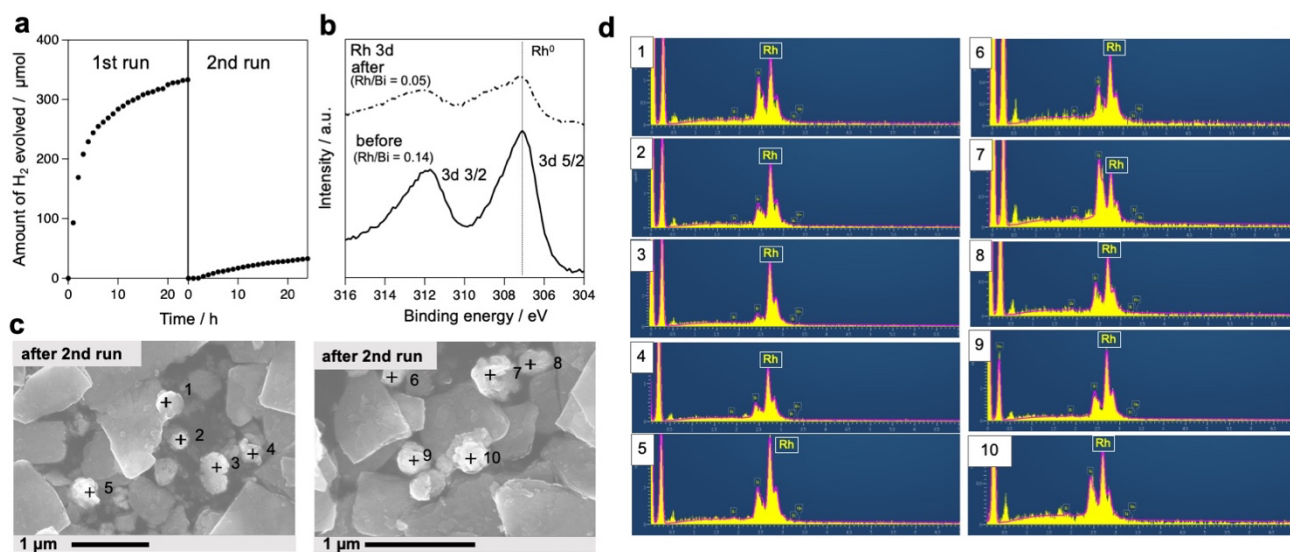 a
400
300
200
100
0
Amount of H₂ evolved / μmol
1st run
2nd run
0
10
20
0
10
20
Time / h
b
Rh 3d
after
(Rh/Bi = 0.05)
Rh⁰
before
(Rh/Bi = 0.14)
3d 3/2
3d 5/2
Intensity / a.u.
316
314
312
310
308
306
304
Binding energy / eV
c
after 2nd run
1
2
3
4
5
1 μm
after 2nd run
6
7
8
9
10
1 μm
d
1
Rh
2
Rh
3
Rh
4
Rh
5
Rh
6
Rh
7
Rh
8
Rh
9
Rh
10
Rh